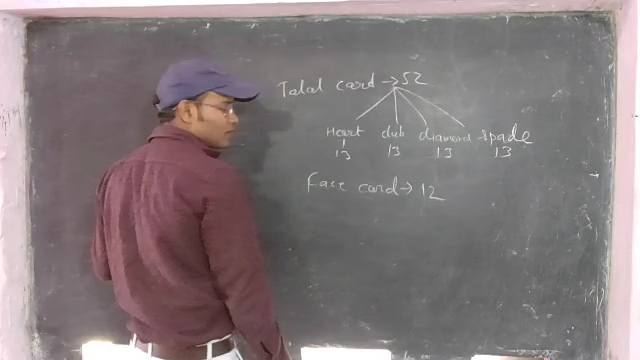 Total card → 52
Heart club diamond spade
13 13 13 13
Face card → 12